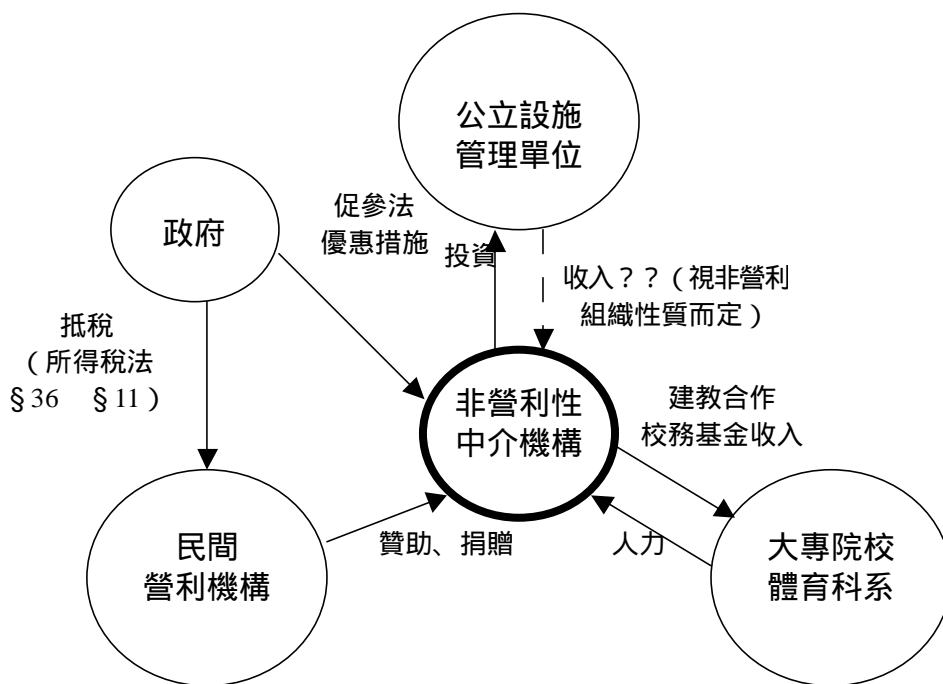 公立設施
管理單位
政府
促參法
優惠措施
投資
收入？？（視非營利
組織性質而定）
抵稅
（所得稅法
§36　§11）
非營利性
中介機構
建教合作
校務基金收入
民間
營利機構
贊助、捐贈
人力
大專院校
體育科系